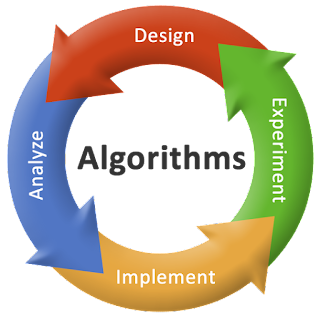 Design
Analyze
Algorithms
Experiment
Implement